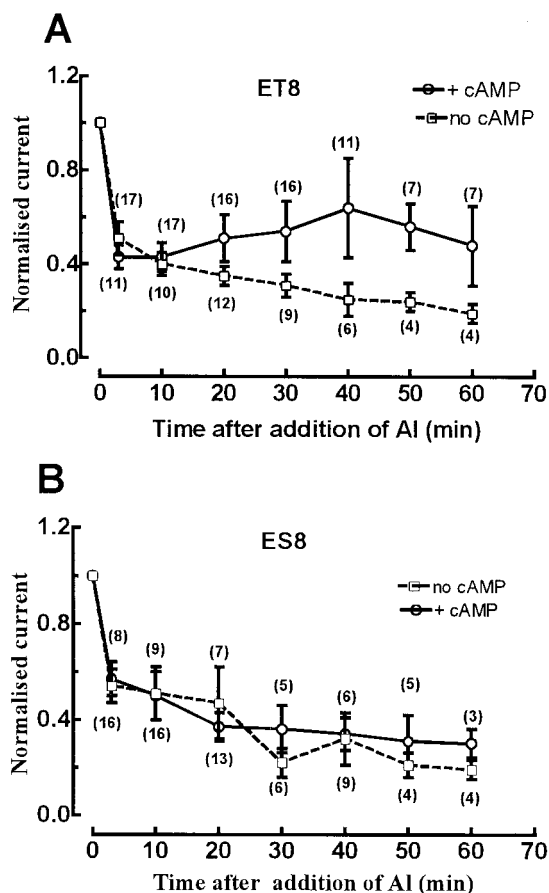 A
1.2
ET8
+ cAMP
no cAMP
(11)
(17) (17) (16) (16) (7) (7)
0.8
Normalised current
0.4
(11) (10) (12) (9) (6) (4) (4)
0.0
0 10 20 30 40 50 60 70
Time after addition of Al (min)
B
1.2
ES8
no cAMP
+ cAMP
0.8
Normalised current
(8) (9) (7) (5) (6) (5) (3)
0.4
(16) (16) (13) (6) (9) (4) (4)
0.0
0 10 20 30 40 50 60 70
Time after addition of Al (min)